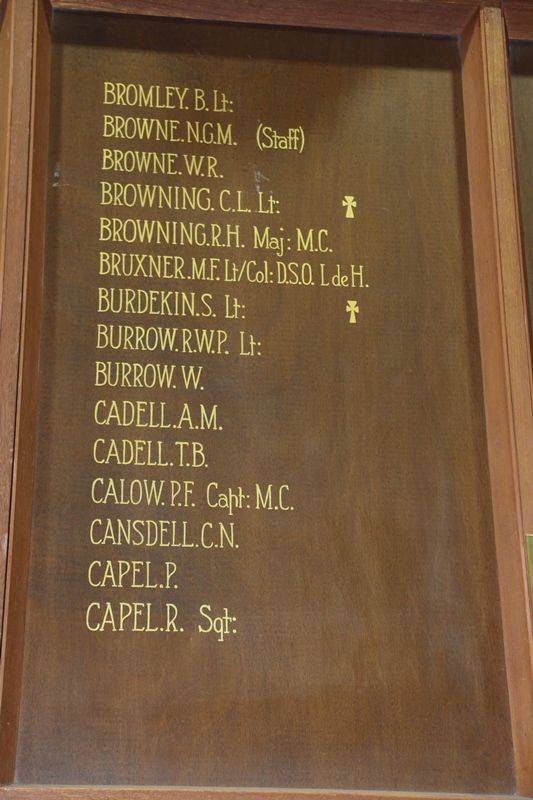 BROMLEY. B. Lt:
BROWNE. N.G.M. (Staff)
BROWNE. W.R.
BROWNING. C.L. Lt: ✝
BROWNING. R.H. Maj: M.C.
BRUXNER. M.F. Lt/Col: D.S.O. L de H.
BURDEKIN. S. Lt: ✝
BURROW. R.W.P. Lt:
BURROW. W.
CADELL. A.M.
CADELL. T.B.
CALOW. P.F. Capt: M.C.
CANSDELL. C.N.
CAPEL. P.
CAPEL. R. Sgt: